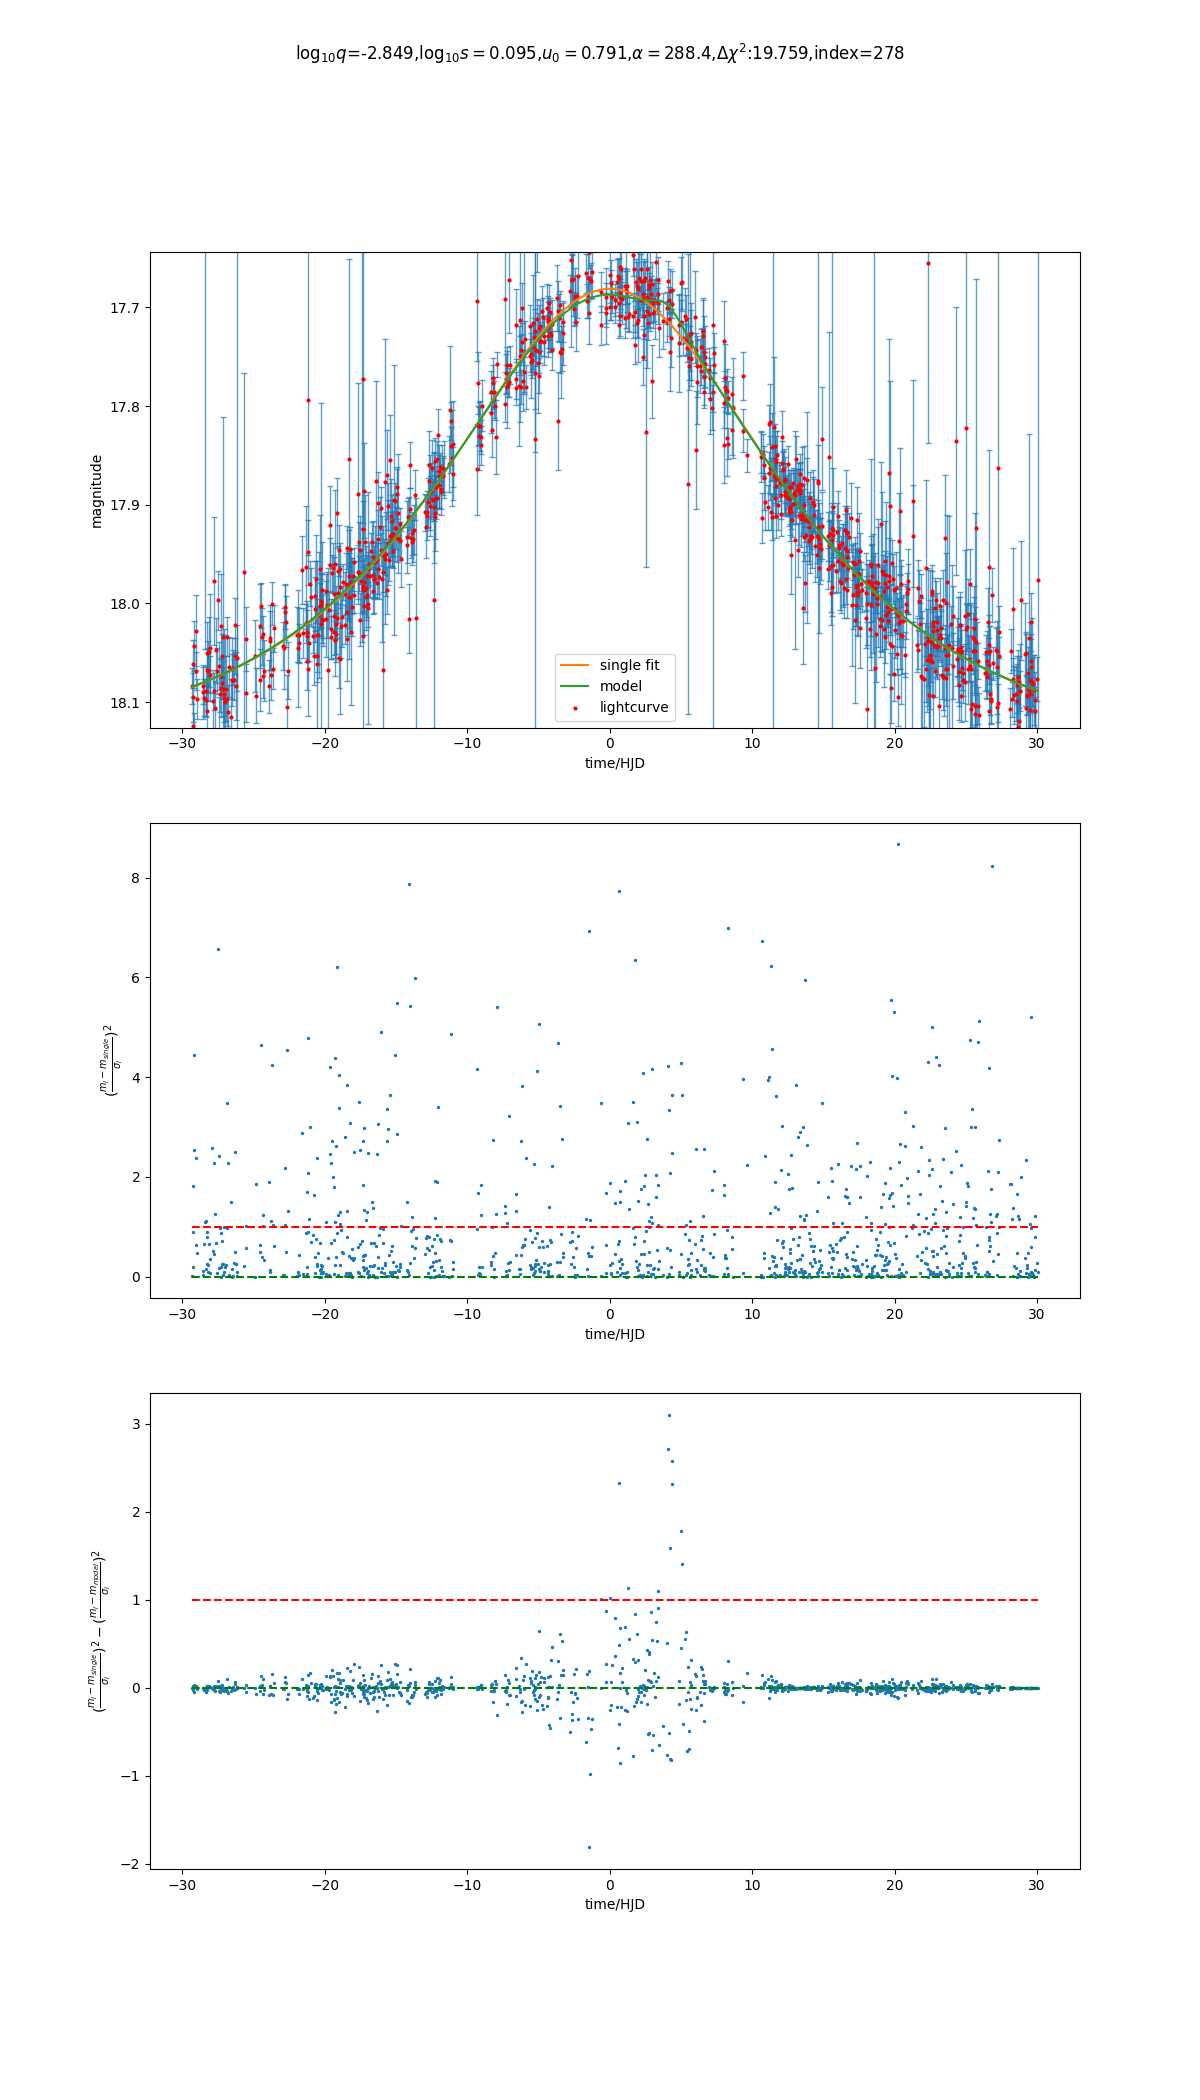 log₁₀q=-2.849,log₁₀s = 0.095,u₀ = 0.791,α = 288.4,Δχ²:19.759,index=278
17.7
17.8
17.9
18.0
18.1
magnitude
single fit
model
lightcurve
−30 −20 −10 0 10 20 30
time/HJD
8
6
4
2
0
(mᵢ − m_single / σᵢ)²
−30 −20 −10 0 10 20 30
time/HJD
3
2
1
0
−1
−2
(mᵢ − m_single / σᵢ)² − (mᵢ − m_model / σᵢ)²
−30 −20 −10 0 10 20 30
time/HJD